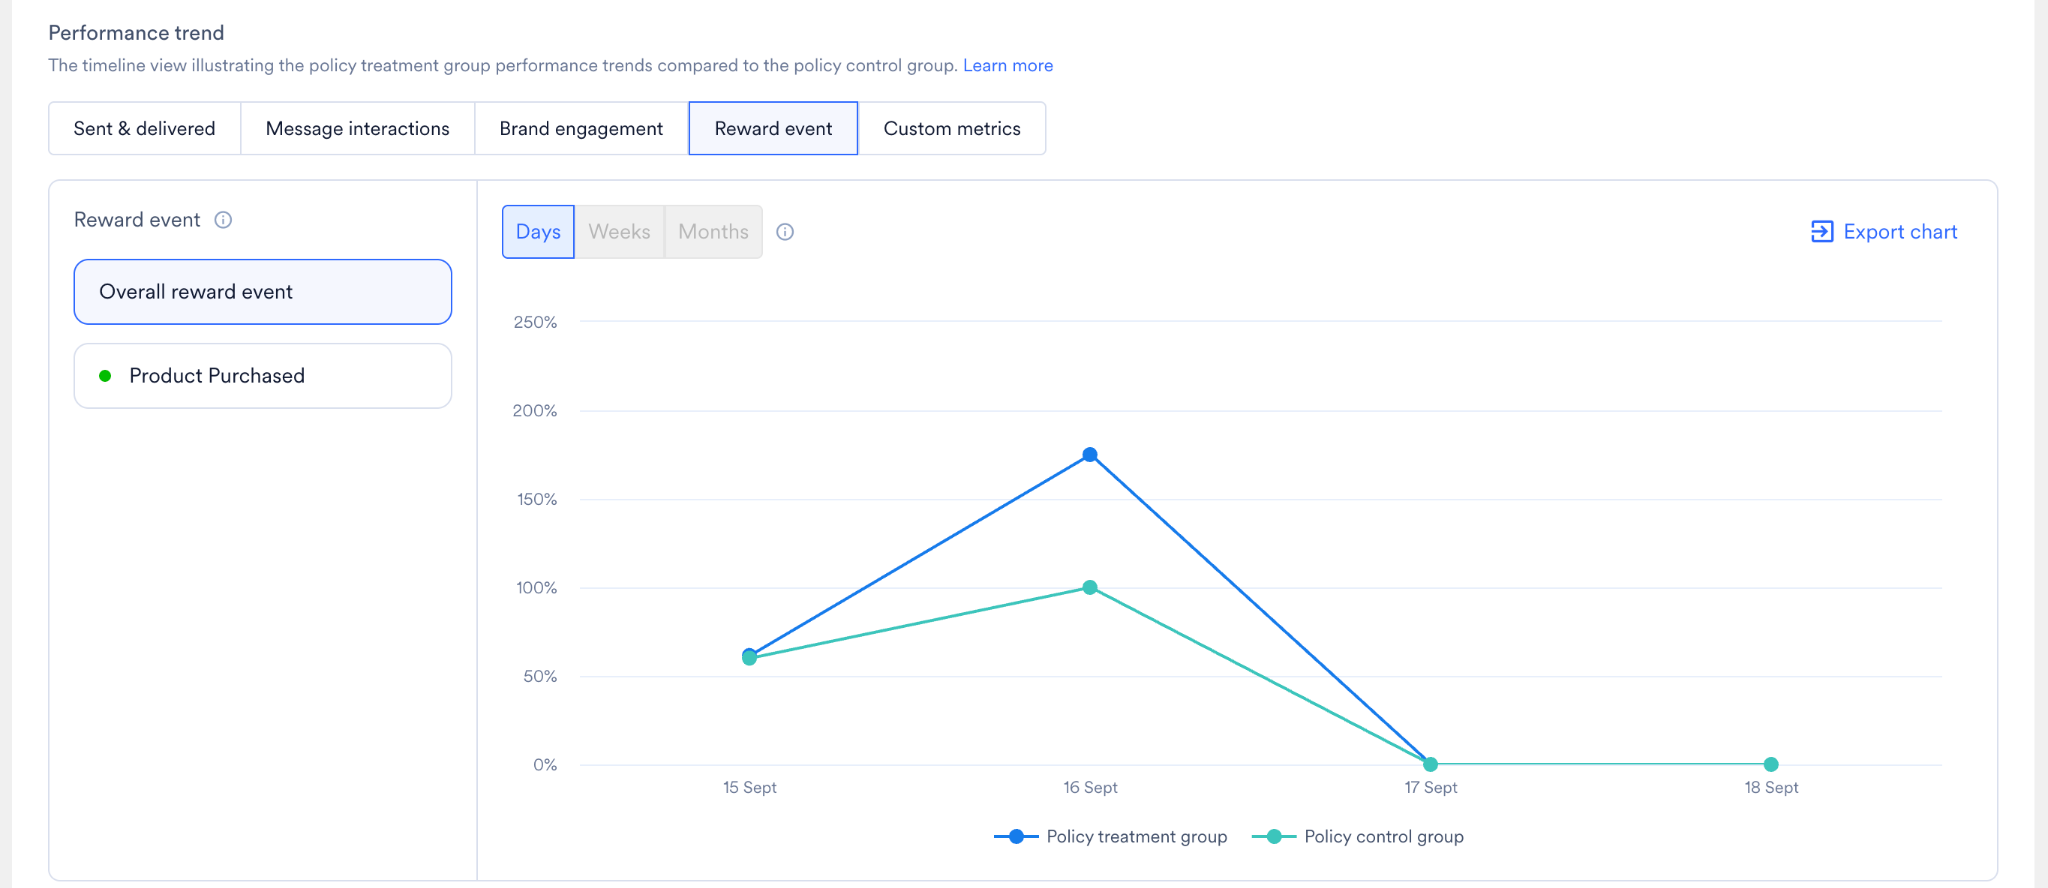 Performance trend
The timeline view illustrating the policy treatment group performance trends compared to the policy control group. Learn more
Sent & delivered
Message interactions
Brand engagement
Reward event
Custom metrics
Reward event
Overall reward event
Product Purchased
Days
Weeks
Months
Export chart
250%
200%
150%
100%
50%
0%
15 Sept
16 Sept
17 Sept
18 Sept
Policy treatment group
Policy control group